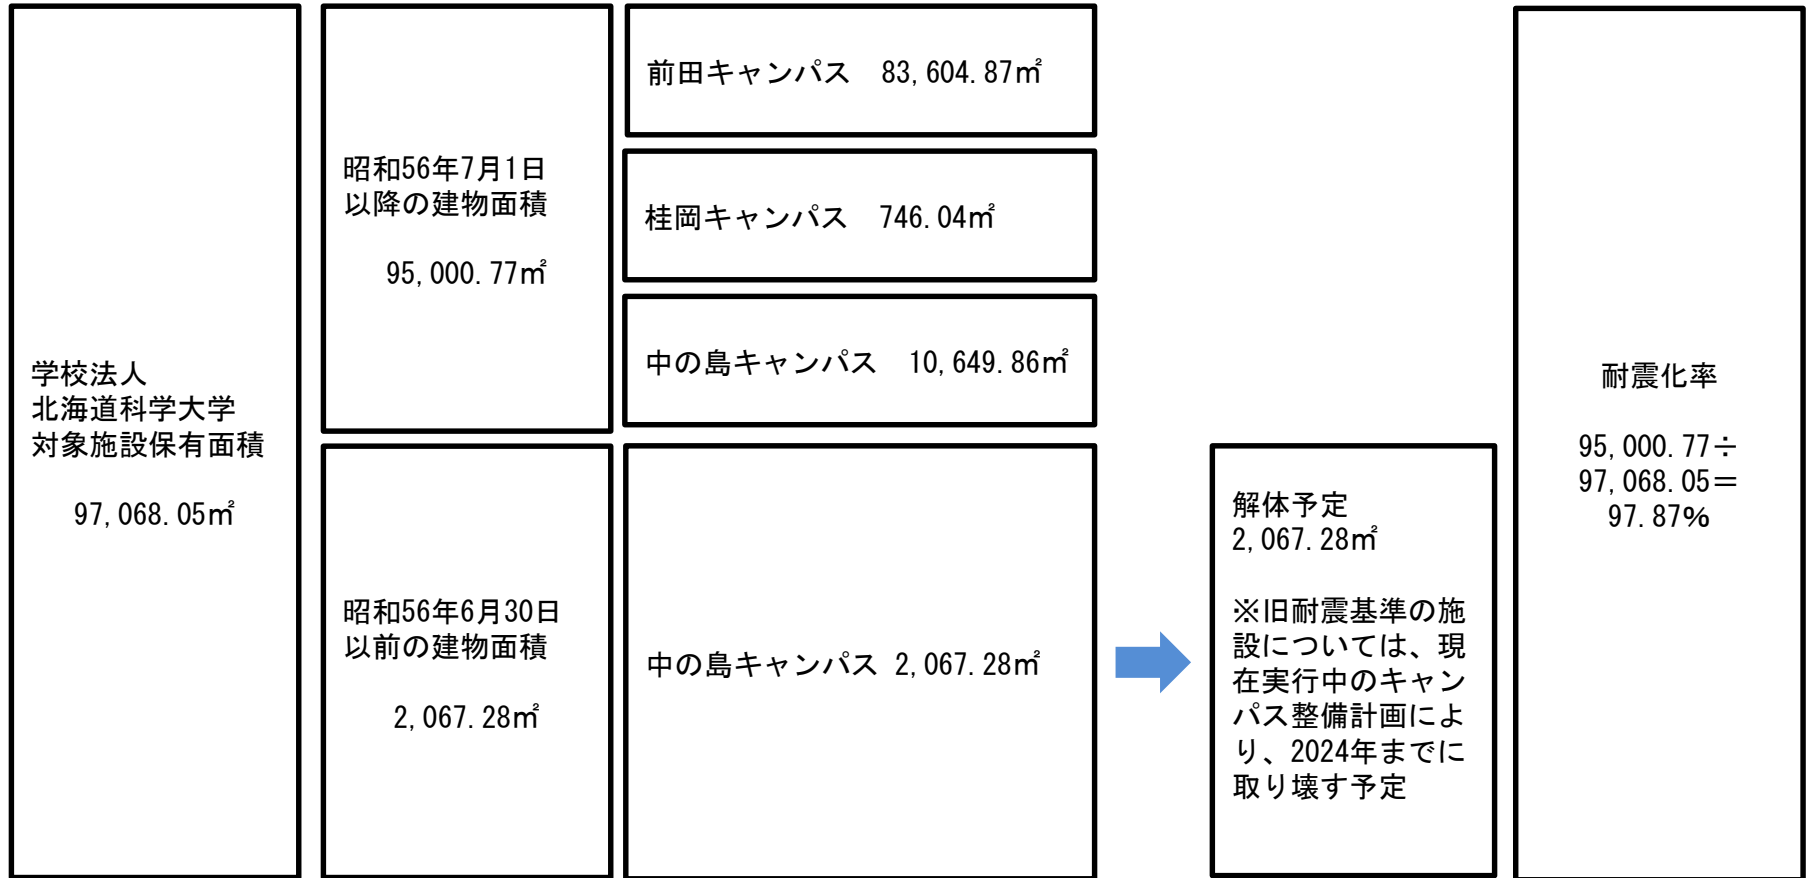 学校法人
北海道科学大学
対象施設保有面積
97,068.05㎡
昭和56年7月1日
以降の建物面積
95,000.77㎡
前田キャンパス　83,604.87㎡
桂岡キャンパス　746.04㎡
中の島キャンパス　10,649.86㎡
昭和56年6月30日
以前の建物面積
2,067.28㎡
中の島キャンパス 2,067.28㎡
解体予定
2,067.28㎡
※旧耐震基準の施
設については、現
在実行中のキャン
パス整備計画によ
り、2024年までに
取り壊す予定
耐震化率
95,000.77÷
97,068.05＝
97.87%